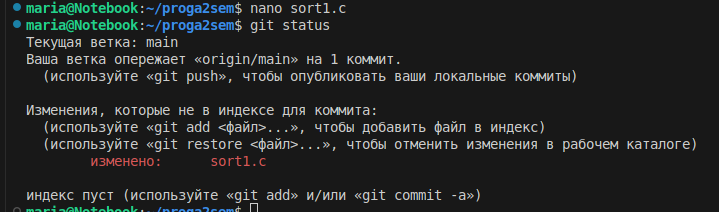 maria@Notebook:~/proga2sem$ nano sort1.c
maria@Notebook:~/proga2sem$ git status
Текущая ветка: main
Ваша ветка опережает «origin/main» на 1 коммит.
  (используйте «git push», чтобы опубликовать ваши локальные коммиты)

Изменения, которые не в индексе для коммита:
  (используйте «git add <файл>...», чтобы добавить файл в индекс)
  (используйте «git restore <файл>...», чтобы отменить изменения в рабочем каталоге)
        изменено:      sort1.c

индекс пуст (используйте «git add» и/или «git commit -a»)
maria@Notebook:~/proga2sem$